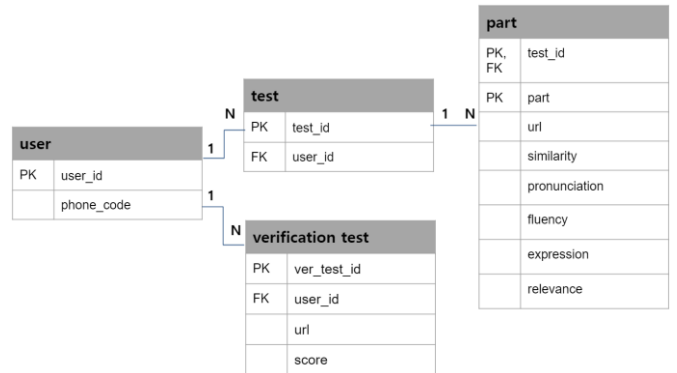 user
PK user_id
phone_code
1
N
1
N
test
PK test_id
FK user_id
1 N
verification test
PK ver_test_id
FK user_id
url
score
part
PK, FK test_id
PK part
url
similarity
pronunciation
fluency
expression
relevance